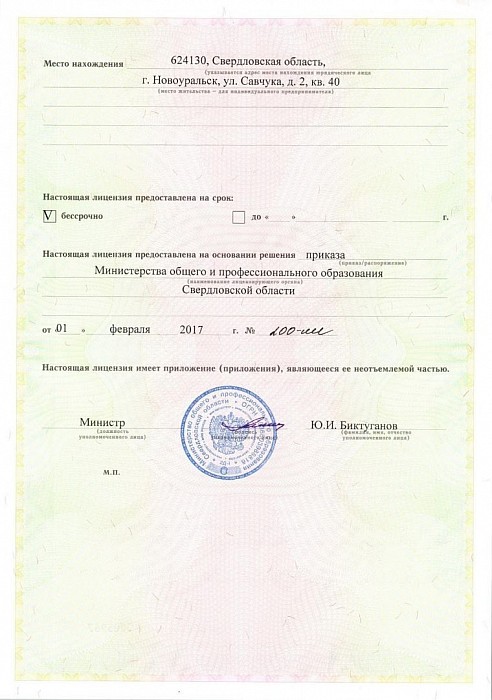 Место нахождения 624130, Свердловская область,
(указывается адрес места нахождения юридического лица
г. Новоуральск, ул. Савчука, д. 2, кв. 40
(место жительства – для индивидуального предпринимателя)
Настоящая лицензия предоставлена на срок:
V бессрочно до « » г.
Настоящая лицензия предоставлена на основании решения приказа
(приказ/распоряжение)
Министерства общего и профессионального образования
(наименование лицензирующего органа)
Свердловской области
от «01 » февраля 2017 г. № 200-ли
Настоящая лицензия имеет приложение (приложения), являющееся ее неотъемлемой частью.
Министр Ю.И. Биктуганов
(должность (подпись (фамилия, имя, отчество
уполномоченного лица) уполномоченного лица) уполномоченного лица)
М.П.
Министерство общего и профессионального образования
Свердловской области • ОГРН